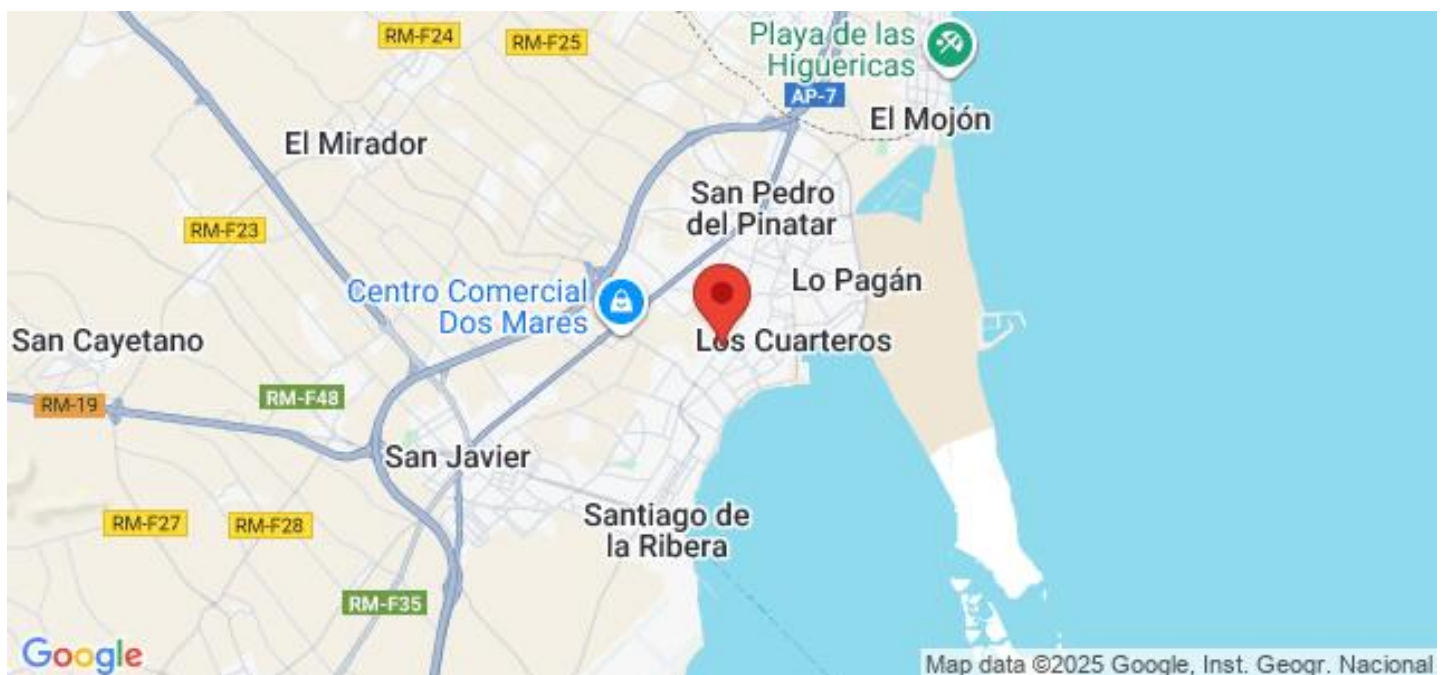 RM-F24
RM-F25
Playa de las
Higuericas
AP-7
El Mojón
El Mirador
San Pedro
del Pinatar
RM-F23
Lo Pagán
Centro Comercial
Dos Mares
San Cayetano
Los Cuarteros
RM-F48
RM-19
San Javier
Santiago de
la Ribera
RM-F27
RM-F28
RM-F35
Google
Map data ©2025 Google, Inst. Geogr. Nacional